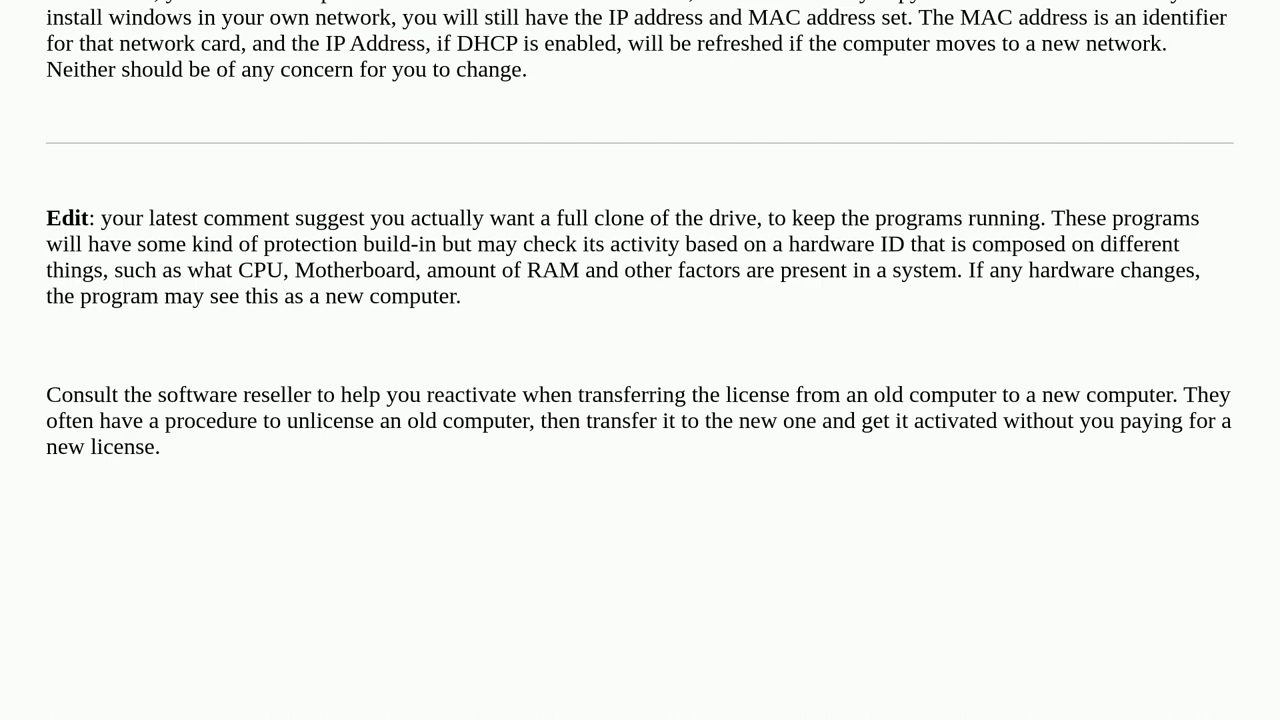 install windows in your own network, you will still have the IP address and MAC address set. The MAC address is an identifier
for that network card, and the IP Address, if DHCP is enabled, will be refreshed if the computer moves to a new network.
Neither should be of any concern for you to change.
Edit: your latest comment suggest you actually want a full clone of the drive, to keep the programs running. These programs
will have some kind of protection build-in but may check its activity based on a hardware ID that is composed on different
things, such as what CPU, Motherboard, amount of RAM and other factors are present in a system. If any hardware changes,
the program may see this as a new computer.
Consult the software reseller to help you reactivate when transferring the license from an old computer to a new computer. They
often have a procedure to unlicense an old computer, then transfer it to the new one and get it activated without you paying for a
new license.